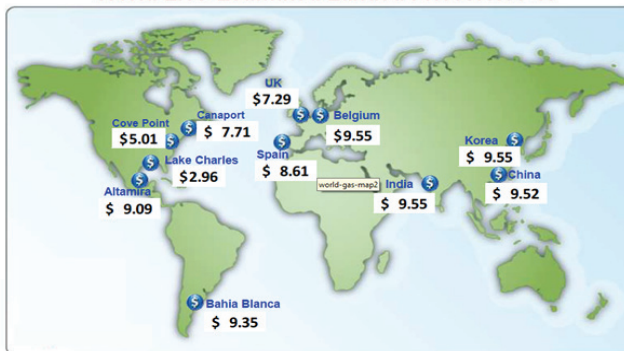 UK
$7.29
Belgium
$9.55
Canaport
$ 7.71
Cove Point
$5.01
Lake Charles
$2.96
Altamira
$ 9.09
Spain
$ 8.61
world-gas-map2
India
$ 9.55
Korea
$ 9.55
China
$ 9.52
Bahia Blanca
$ 9.35